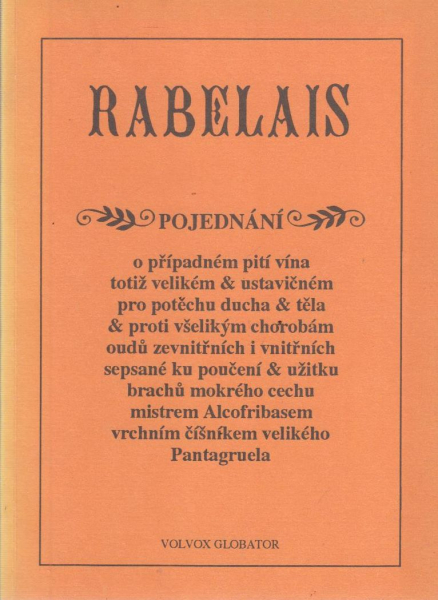 RABELAIS
POJEDNÁNÍ
o případném pití vína
totiž velikém & ustavičném
pro potěchu ducha & těla
& proti všelikým chorobám
oudů zevnitřních i vnitřních
sepsané ku poučení & užitku
brachů mokrého cechu
mistrem Alcofribasem
vrchním číšníkem velikého
Pantagruela
VOLVOX GLOBATOR